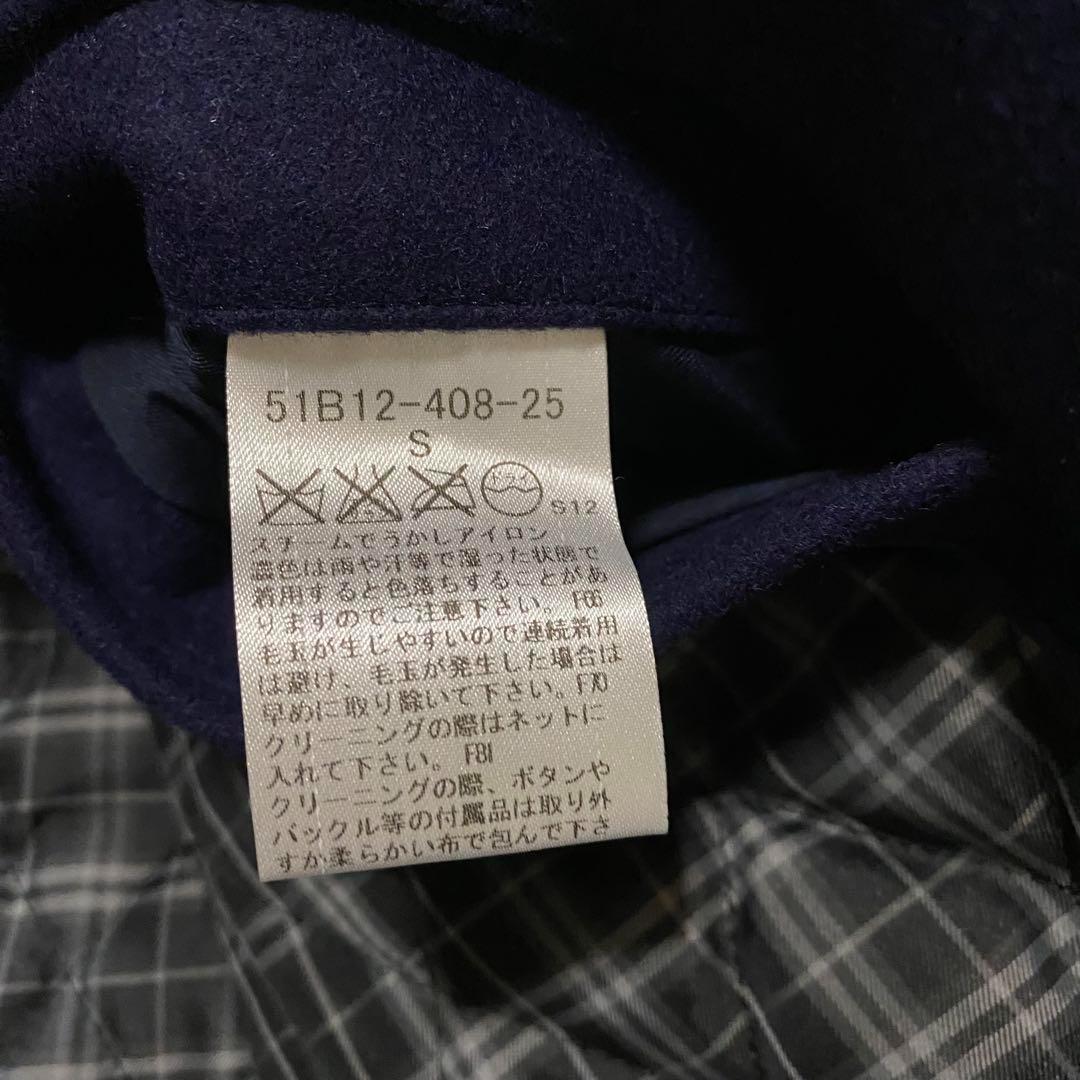 51B12-408-25
S
S12
スチームでうかしアイロン
濃色は雨や汗等で湿った状態で
着用すると色落ちすることがあ
りますのでご注意下さい。F65
毛玉が生じやすいので連続着用
は避け、毛玉が発生した場合は
早めに取り除いて下さい。F70
クリーニングの際はネットに
入れて下さい。F81
クリーニングの際、ボタンや
バックル等の付属品は取り外
すか柔らかい布で包んで下さ